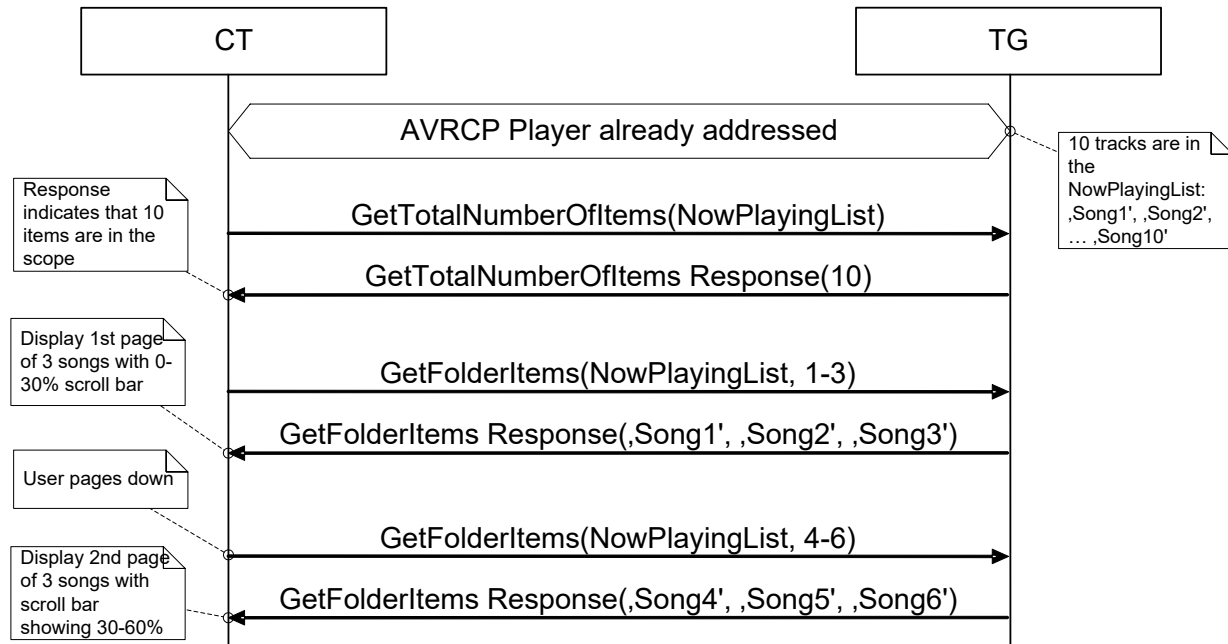 CT
TG
AVRCP Player already addressed
10 tracks are in
the
NowPlayingList:
‚Song1', ‚Song2',
… ‚Song10'
Response
indicates that 10
items are in the
scope
GetTotalNumberOfItems(NowPlayingList)
GetTotalNumberOfItems Response(10)
Display 1st page
of 3 songs with 0-
30% scroll bar
GetFolderItems(NowPlayingList, 1-3)
GetFolderItems Response(‚Song1', ‚Song2', ‚Song3')
User pages down
GetFolderItems(NowPlayingList, 4-6)
Display 2nd page
of 3 songs with
scroll bar
showing 30-60%
GetFolderItems Response(‚Song4', ‚Song5', ‚Song6')